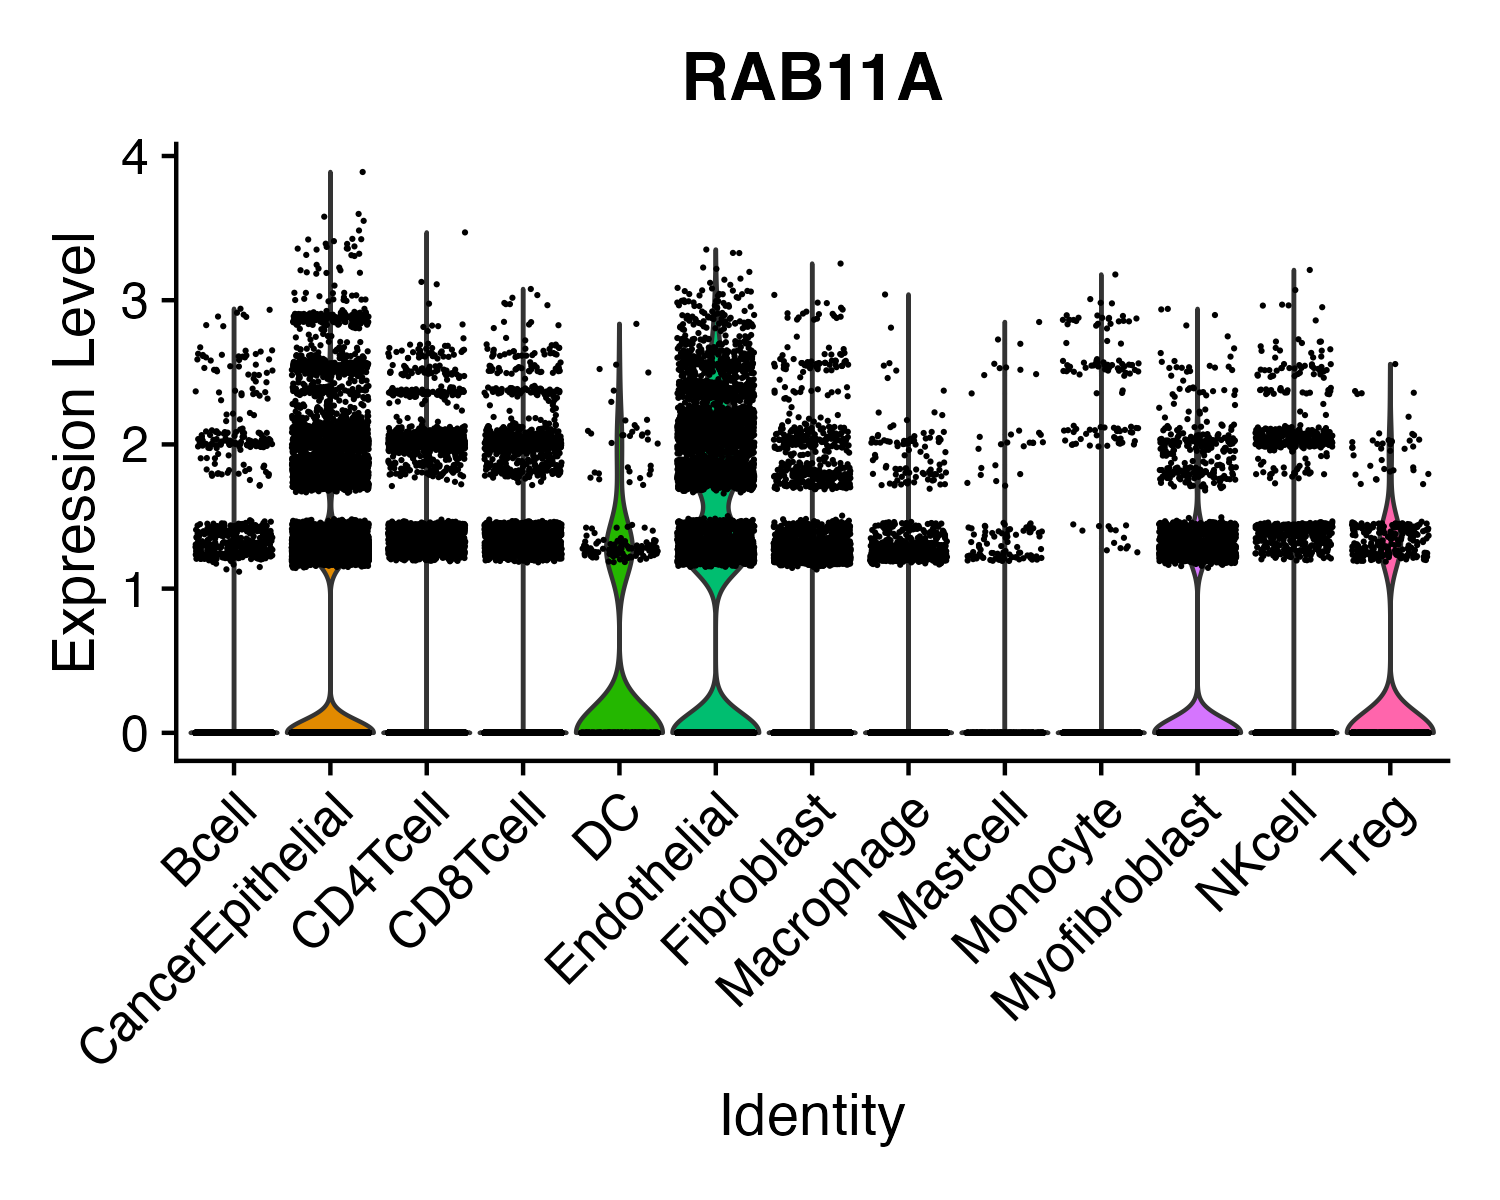 RAB11A
Expression Level
4
3
2
1
0
Bcell
CancerEpithelial
CD4Tcell
CD8Tcell
DC
Endothelial
Fibroblast
Macrophage
Mastcell
Monocyte
Myofibroblast
NKcell
Treg
Identity